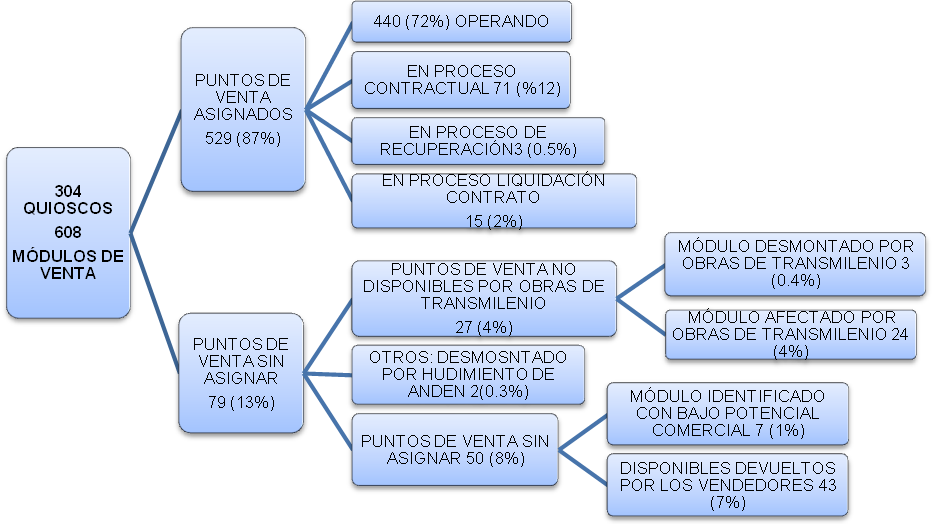 304
QUIOSCOS
608
MÓDULOS DE
VENTA
PUNTOS DE
VENTA
ASIGNADOS
529 (87%)
440 (72%) OPERANDO
EN PROCESO
CONTRACTUAL 71 (%12)
EN PROCESO DE
RECUPERACIÓN3 (0.5%)
EN PROCESO LIQUIDACIÓN
CONTRATO
15 (2%)
PUNTOS DE
VENTA SIN
ASIGNAR
79 (13%)
PUNTOS DE VENTA NO
DISPONIBLES POR OBRAS DE
TRANSMILENIO
27 (4%)
MÓDULO DESMONTADO POR
OBRAS DE TRANSMILENIO 3
(0.4%)
MÓDULO AFECTADO POR
OBRAS DE TRANSMILENIO 24
(4%)
OTROS: DESMOSNTADO
POR HUDIMIENTO DE
ANDEN 2(0.3%)
PUNTOS DE VENTA SIN
ASIGNAR 50 (8%)
MÓDULO IDENTIFICADO
CON BAJO POTENCIAL
COMERCIAL 7 (1%)
DISPONIBLES DEVUELTOS
POR LOS VENDEDORES 43
(7%)